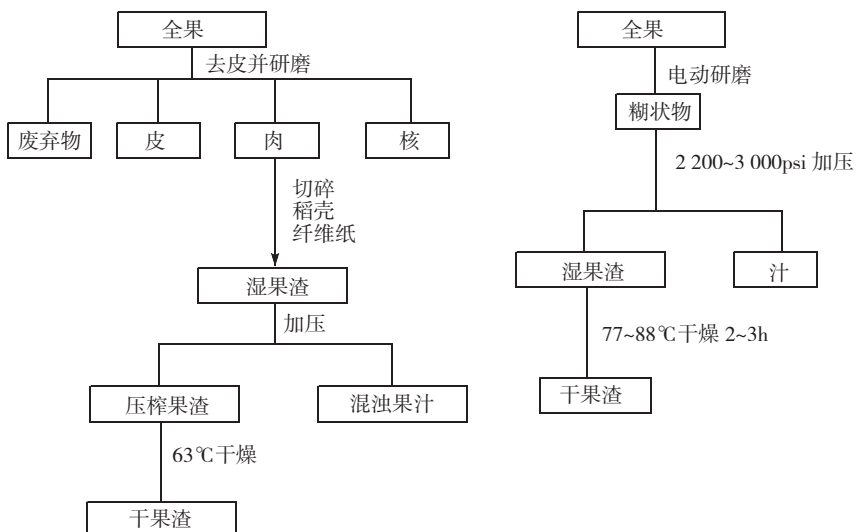 全果
去皮并研磨
废弃物
皮
肉
核
切碎
稻壳
纤维纸
湿果渣
加压
压榨果渣
混浊果汁
63℃干燥
干果渣
全果
电动研磨
糊状物
2 200~3 000psi 加压
湿果渣
汁
77~88℃干燥 2~3h
干果渣